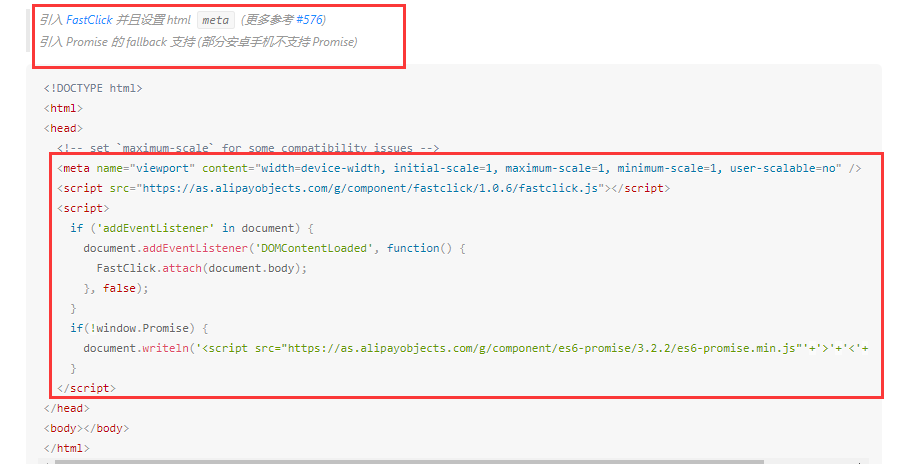 引入 FastClick 并且设置 html meta (更多参考 #576)
引入 Promise 的 fallback 支持 (部分安卓手机不支持 Promise)
<!DOCTYPE html>
<html>
<head>
<!-- set `maximum-scale` for some compatibility issues -->
<meta name="viewport" content="width=device-width, initial-scale=1, maximum-scale=1, minimum-scale=1, user-scalable=no" />
<script src="https://as.alipayobjects.com/g/component/fastclick/1.0.6/fastclick.js"></script>
<script>
if ('addEventListener' in document) {
document.addEventListener('DOMContentLoaded', function() {
FastClick.attach(document.body);
}, false);
}
if(!window.Promise) {
document.writeln('<script src="https://as.alipayobjects.com/g/component/es6-promise/3.2.2/es6-promise.min.js"'+'>'+'<'+
}
</script>
</head>
<body></body>
</html>